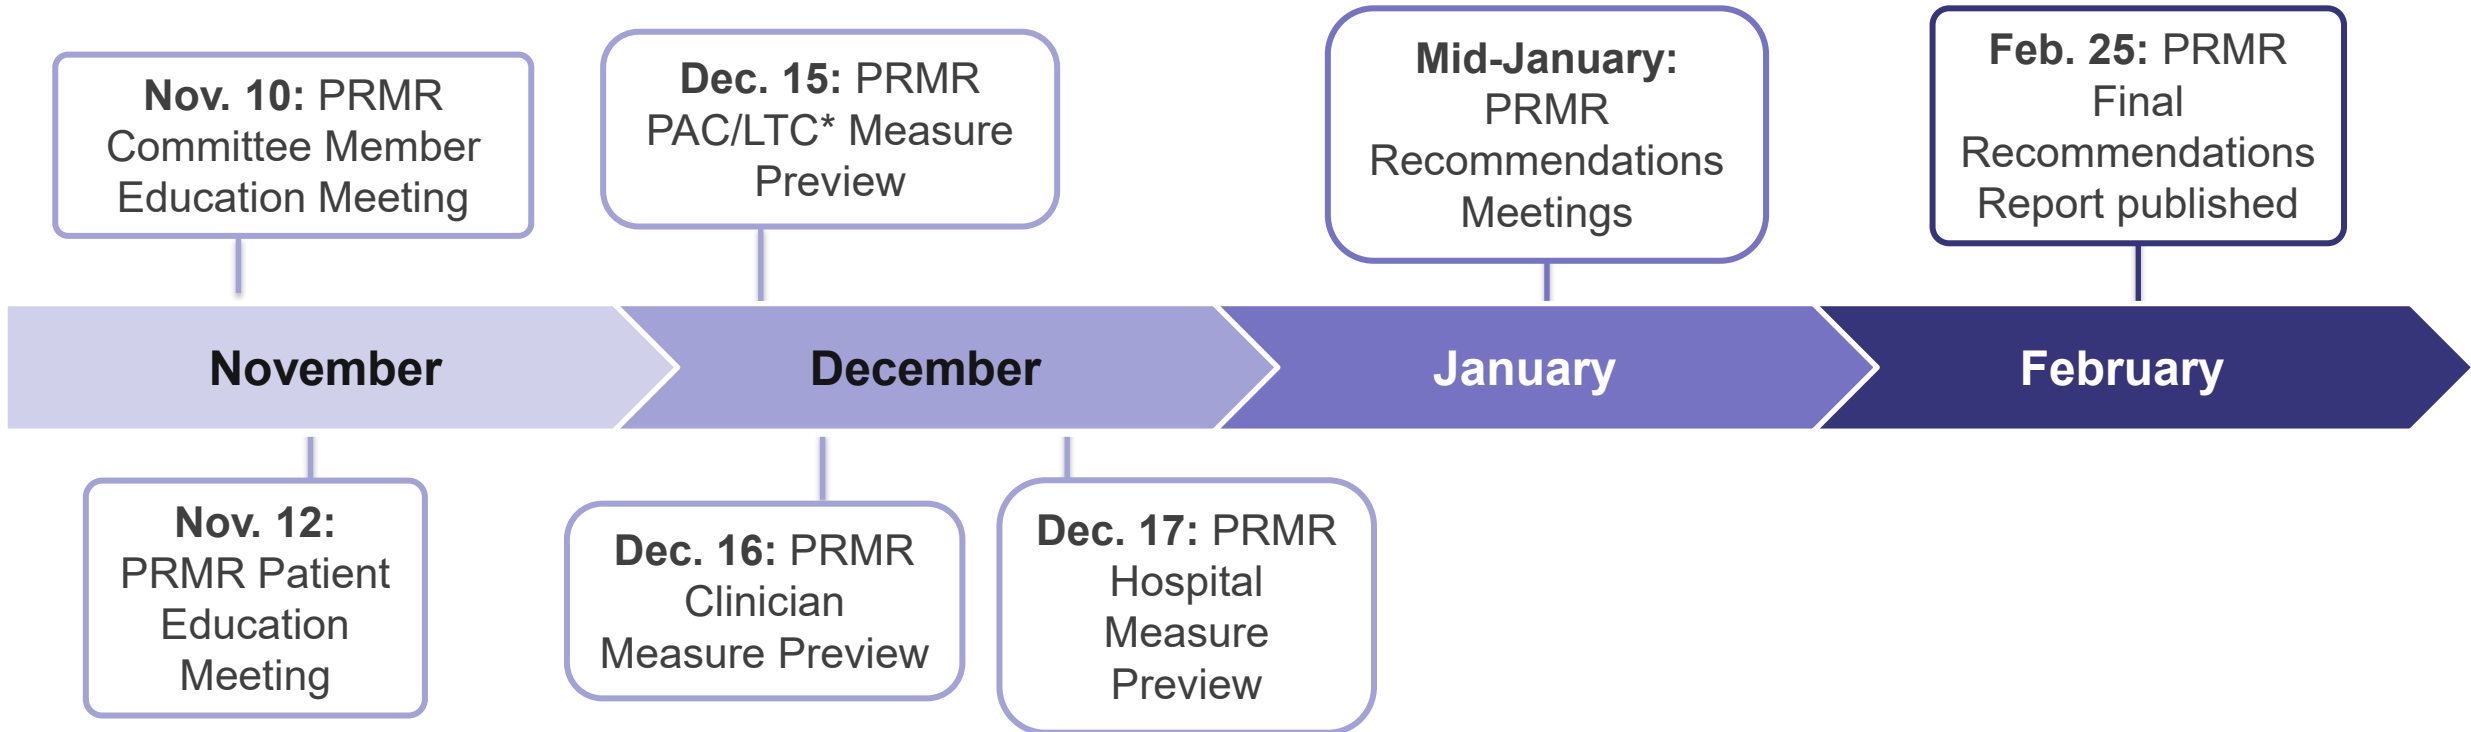 Nov. 10: PRMR
Committee Member
Education Meeting
Dec. 15: PRMR
PAC/LTC* Measure
Preview
Mid-January:
PRMR
Recommendations
Meetings
Feb. 25: PRMR
Final
Recommendations
Report published
November
December
January
February
Nov. 12:
PRMR Patient
Education
Meeting
Dec. 16: PRMR
Clinician
Measure Preview
Dec. 17: PRMR
Hospital
Measure
Preview